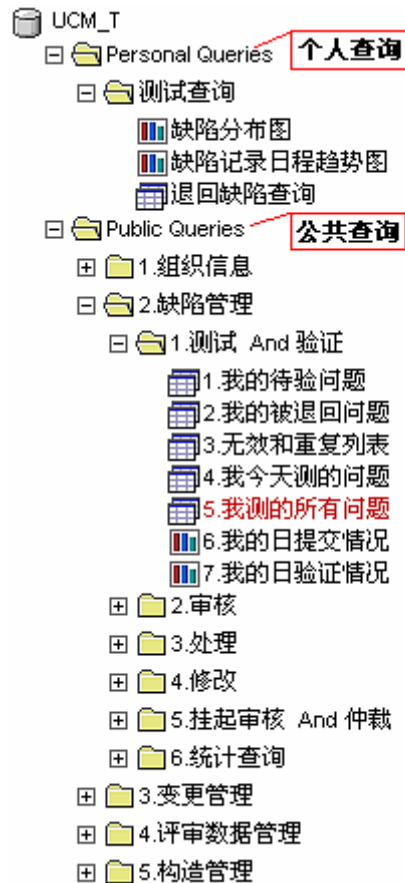 UCM_T
Personal Queries 个人查询
测试查询
缺陷分布图
缺陷记录日程趋势图
退回缺陷查询
Public Queries 公共查询
1.组织信息
2.缺陷管理
1.测试 And 验证
1.我的待验问题
2.我的被退回问题
3.无效和重复列表
4.我今天测的问题
5.我测的所有问题
6.我的日提交情况
7.我的日验证情况
2.审核
3.处理
4.修改
5.挂起审核 And 仲裁
6.统计查询
3.变更管理
4.评审数据管理
5.构造管理